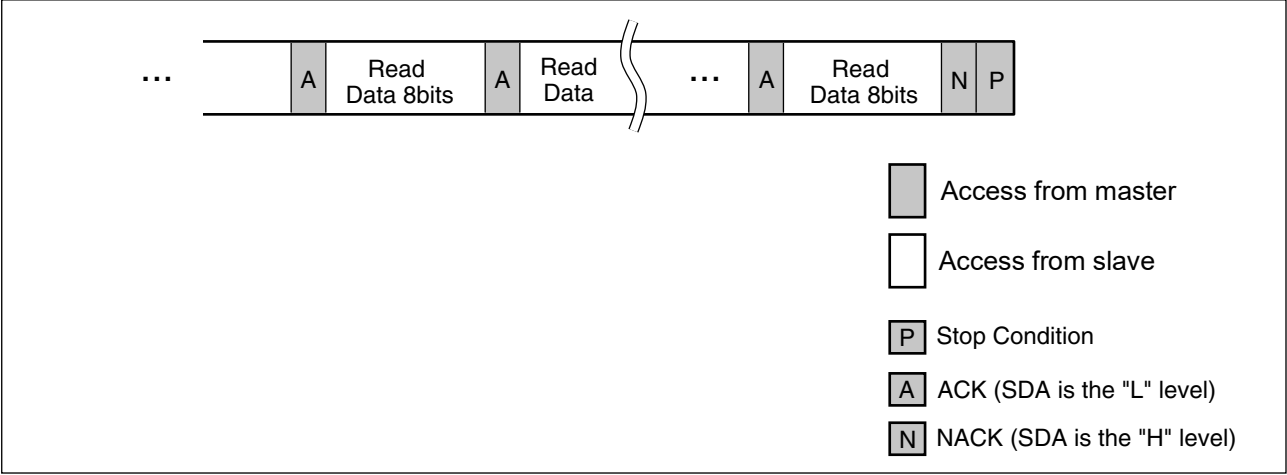 ... A Read Data 8bits A Read Data ... A Read Data 8bits N P
Access from master
Access from slave
P Stop Condition
A ACK (SDA is the "L" level)
N NACK (SDA is the "H" level)